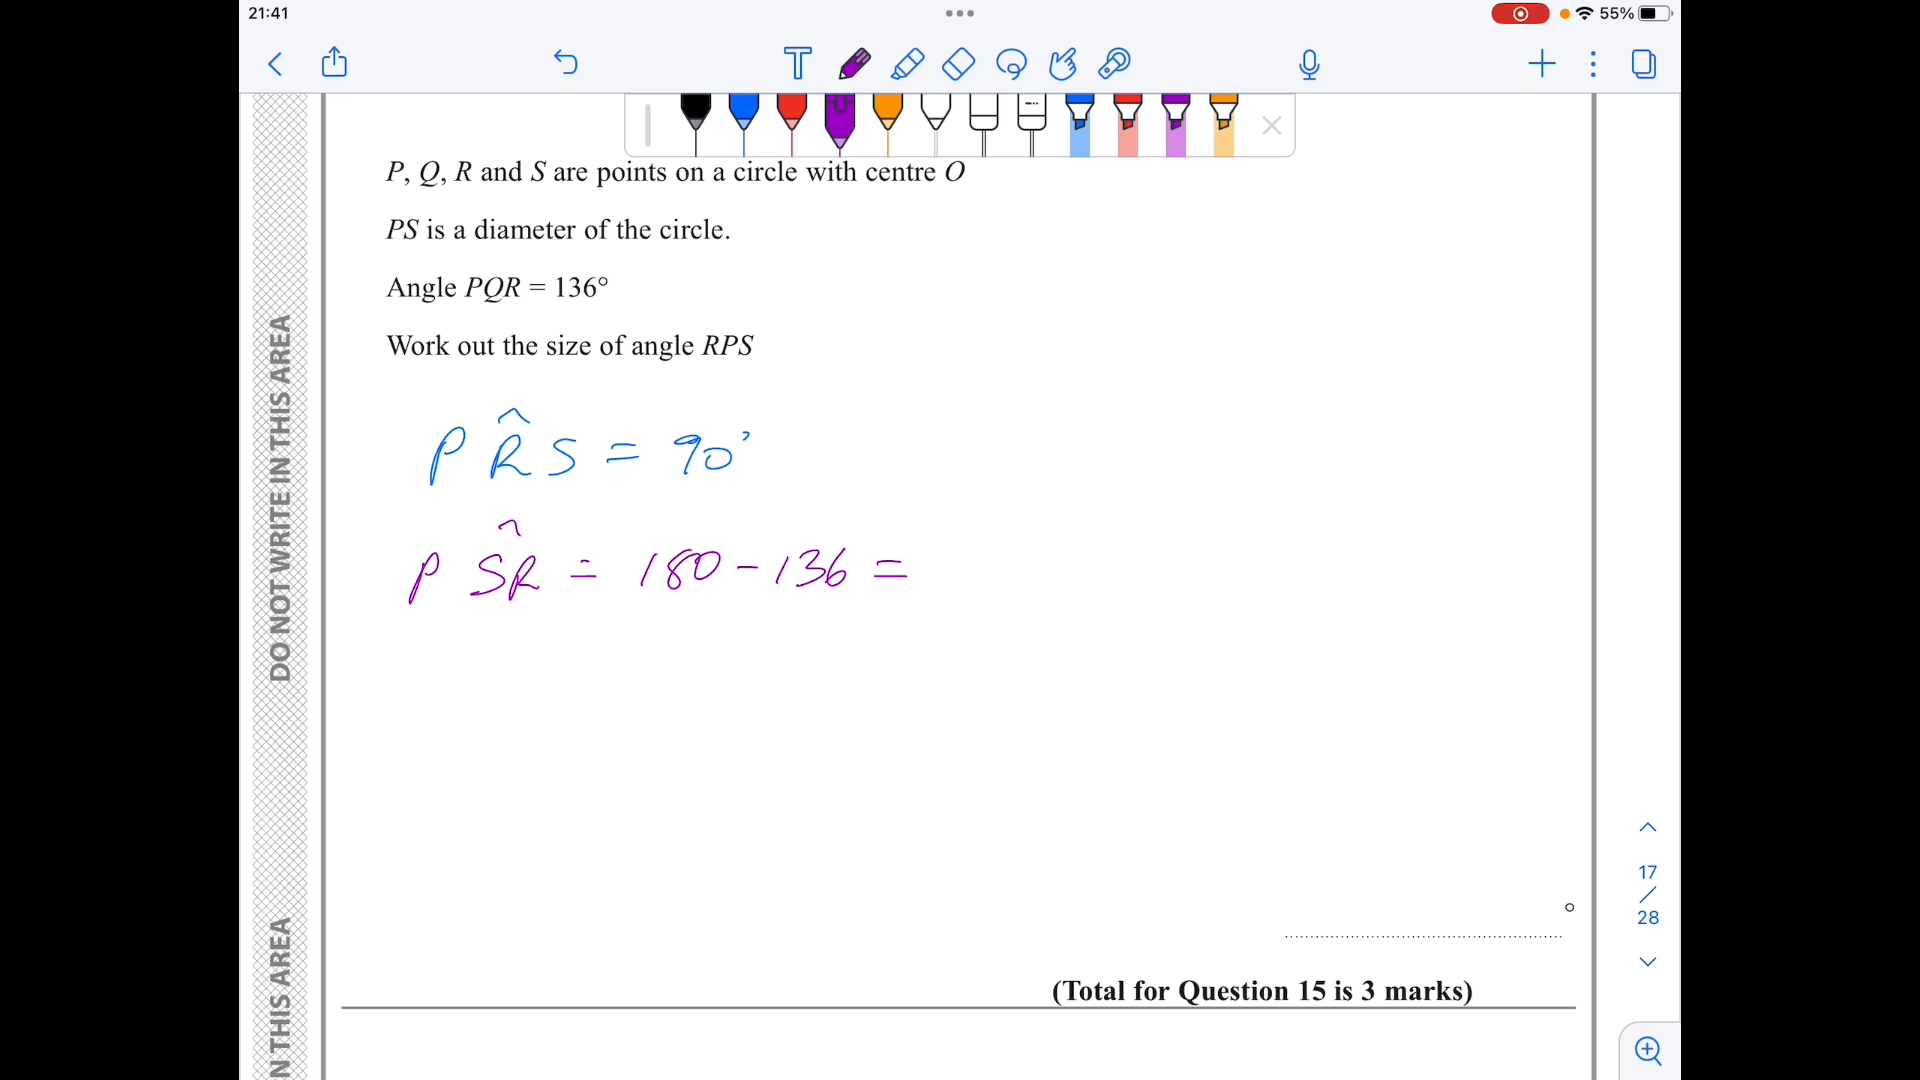 21:41
55%
P, Q, R and S are points on a circle with centre O
PS is a diameter of the circle.
Angle PQR = 136°
Work out the size of angle RPS
P R̂ S = 90°
P ŜR = 180 - 136 =
DO NOT WRITE IN THIS AREA
N THIS AREA
17
/
28
°
(Total for Question 15 is 3 marks)